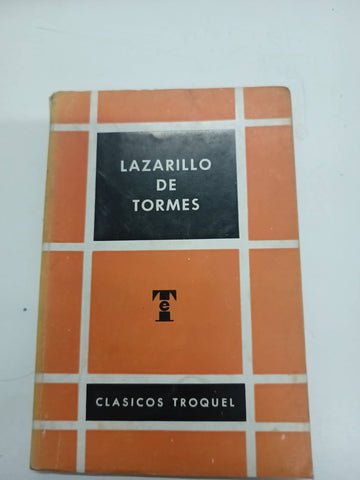 LAZARILLO
DE
TORMES
Te
CLASICOS TROQUEL